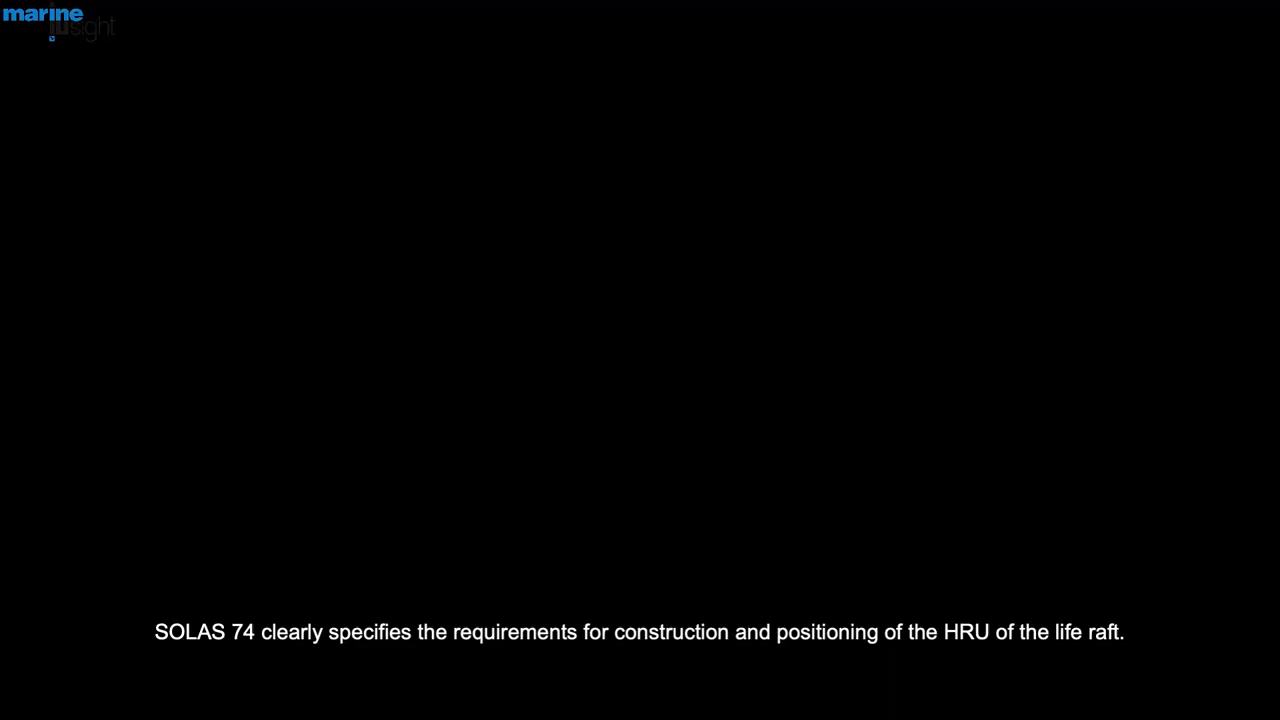 marine
insight
SOLAS 74 clearly specifies the requirements for construction and positioning of the HRU of the life raft.